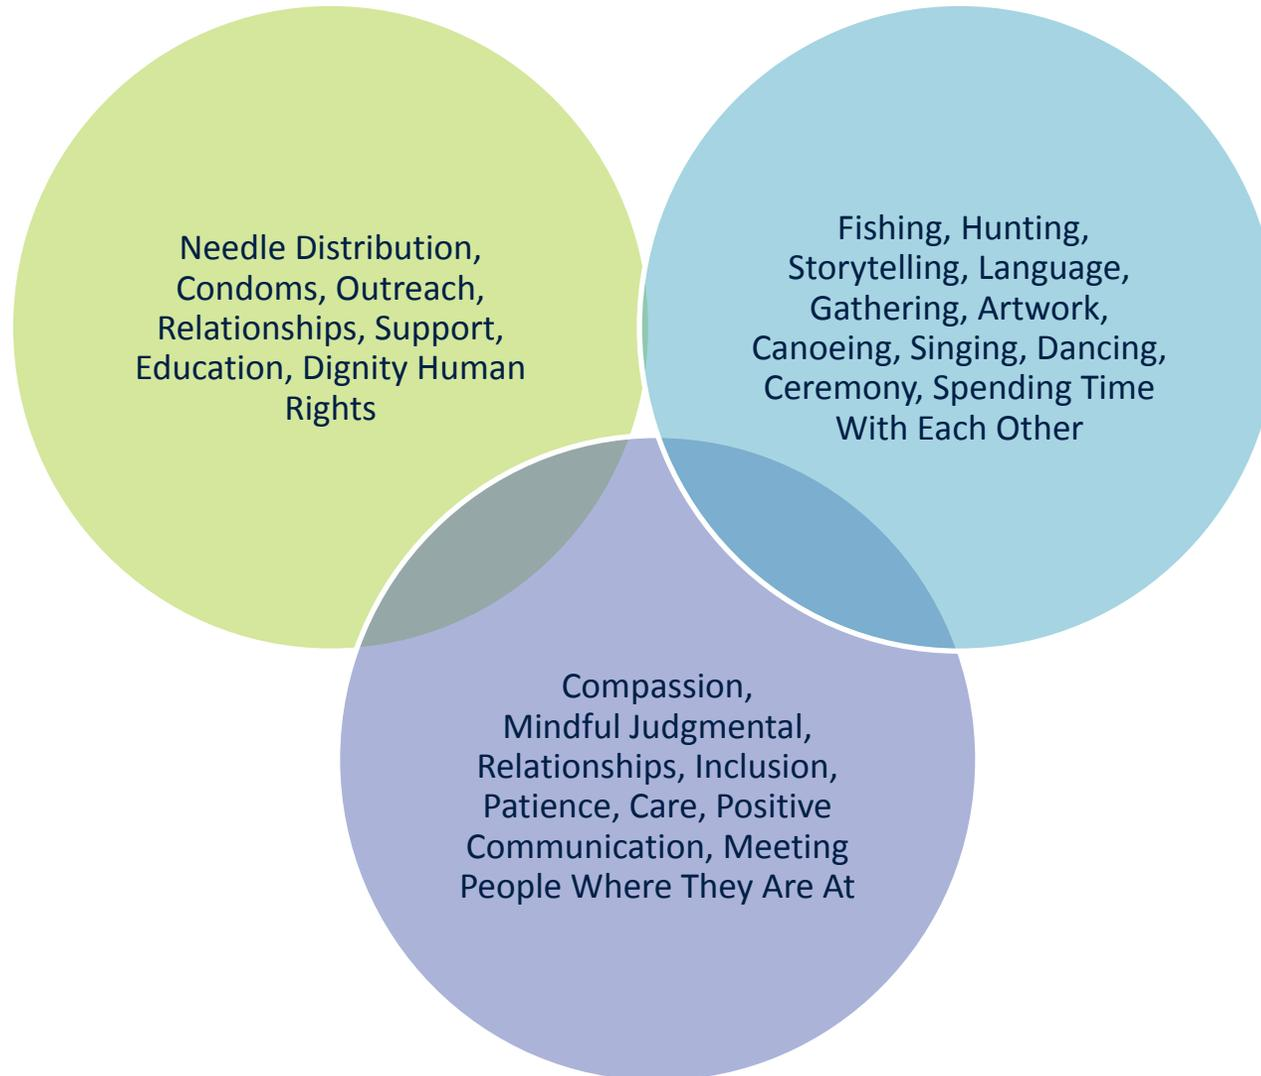 Needle Distribution,
Condoms, Outreach,
Relationships, Support,
Education, Dignity Human
Rights
Fishing, Hunting,
Storytelling, Language,
Gathering, Artwork,
Canoeing, Singing, Dancing,
Ceremony, Spending Time
With Each Other
Compassion,
Mindful Judgmental,
Relationships, Inclusion,
Patience, Care, Positive
Communication, Meeting
People Where They Are At